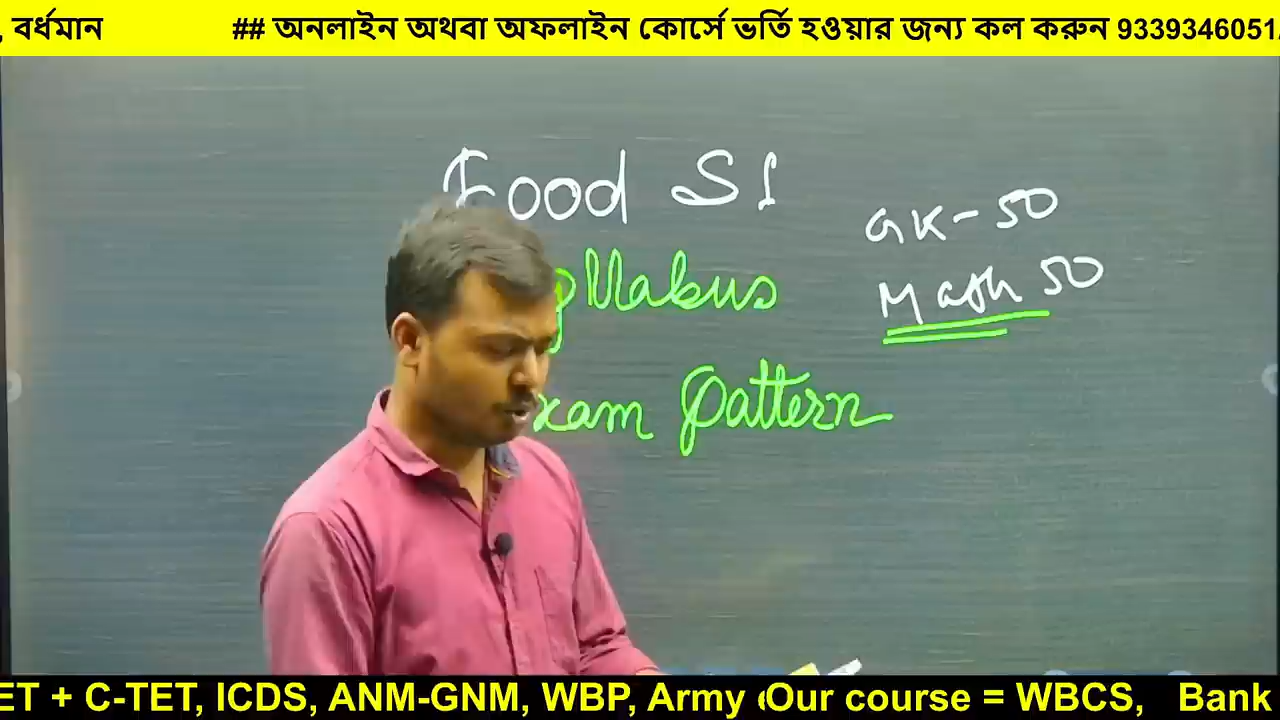 , বর্ধমান ## অনলাইন অথবা অফলাইন কোর্সে ভর্তি হওয়ার জন্য কল করুন 9339346051
Food SI
GK-50
yllabus
Math 50
xam Pattern
ET + C-TET, ICDS, ANM-GNM, WBP, Army Our course = WBCS, Bank